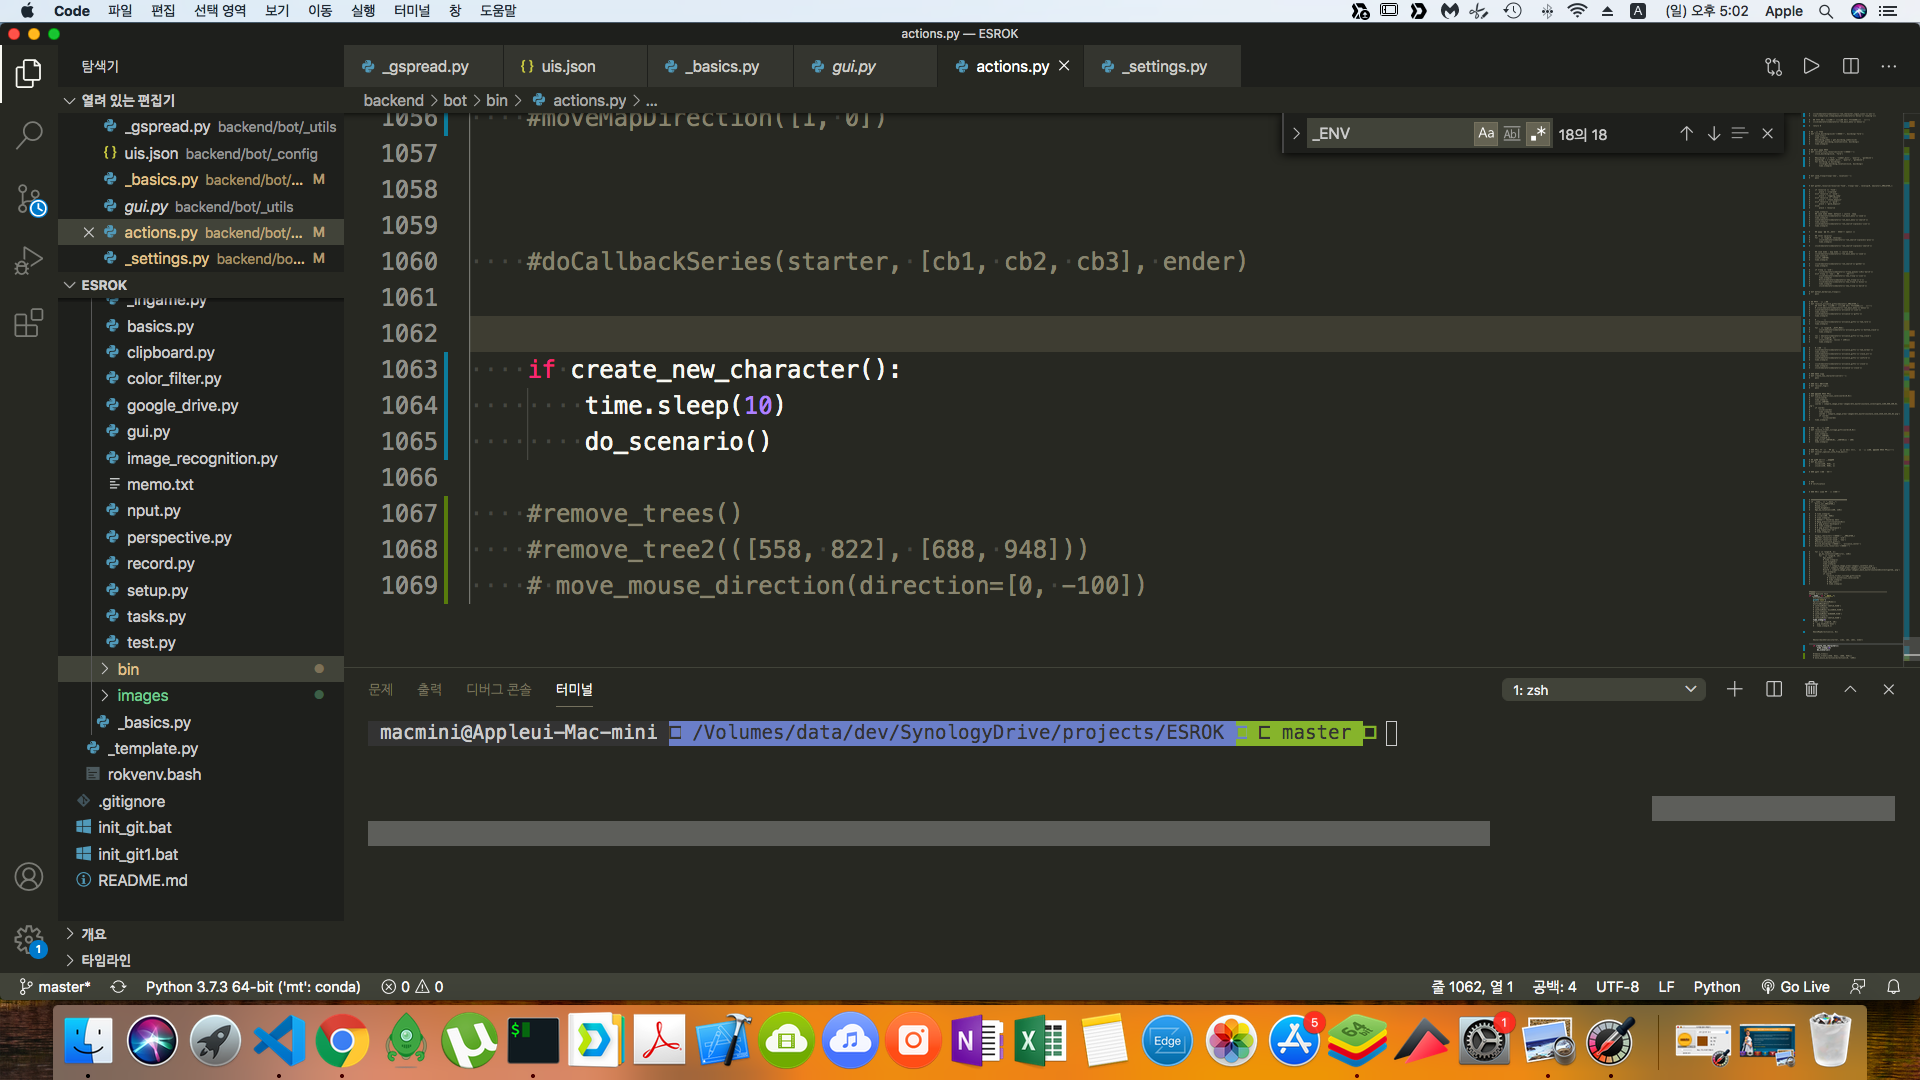 Code 파일 편집 선택 영역 보기 이동 실행 터미널 창 도움말
A (일) 오후 5:02 Apple
actions.py — ESROK
탐색기
_gspread.py {} uis.json _basics.py gui.py actions.py _settings.py
열려 있는 편집기
_gspread.py backend/bot/_utils
{} uis.json backend/bot/_config
_basics.py backend/bot/... M
gui.py backend/bot/_utils
actions.py backend/bot/... M
_settings.py backend/bo... M
ESROK
_ingame.py
basics.py
clipboard.py
color_filter.py
google_drive.py
gui.py
image_recognition.py
memo.txt
nput.py
perspective.py
record.py
setup.py
tasks.py
test.py
bin
images
_basics.py
_template.py
rokvenv.bash
.gitignore
init_git.bat
init_git1.bat
README.md
개요
타임라인
backend > bot > bin > actions.py > ...
_ENV Aa Abl .* 18의 18
1056 #moveMapDirection([1, 0])
1057
1058
1059
1060 #doCallbackSeries(starter, [cb1, cb2, cb3], ender)
1061
1062
1063 if create_new_character():
1064 time.sleep(10)
1065 do_scenario()
1066
1067 #remove_trees()
1068 #remove_tree2(([558, 822], [688, 948]))
1069 # move_mouse_direction(direction=[0, -100])
문제 출력 디버그 콘솔 터미널 1: zsh
macmini@Appleui-Mac-mini /Volumes/data/dev/SynologyDrive/projects/ESROK master
1
master* Python 3.7.3 64-bit ('mt': conda) 0 0
줄 1062, 열 1 공백: 4 UTF-8 LF Python Go Live
$
N
X
Edge
5
64 bit
1